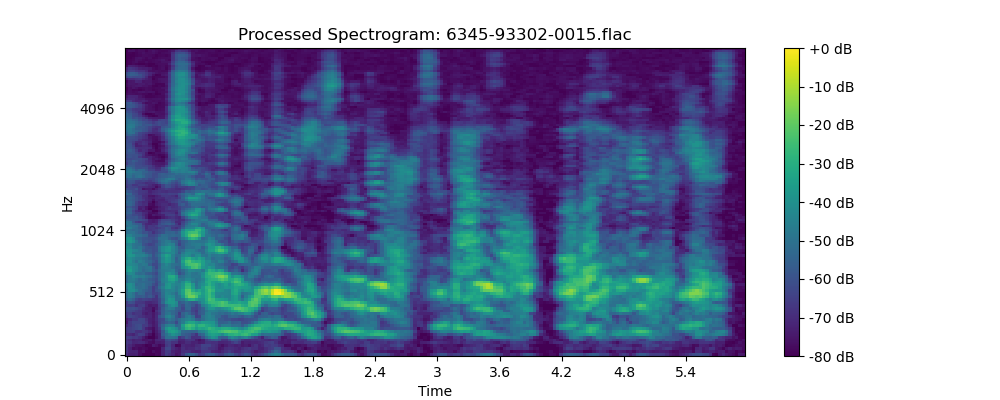 Processed Spectrogram: 6345-93302-0015.flac
Hz
4096
2048
1024
512
0
0 0.6 1.2 1.8 2.4 3 3.6 4.2 4.8 5.4
Time
+0 dB
-10 dB
-20 dB
-30 dB
-40 dB
-50 dB
-60 dB
-70 dB
-80 dB